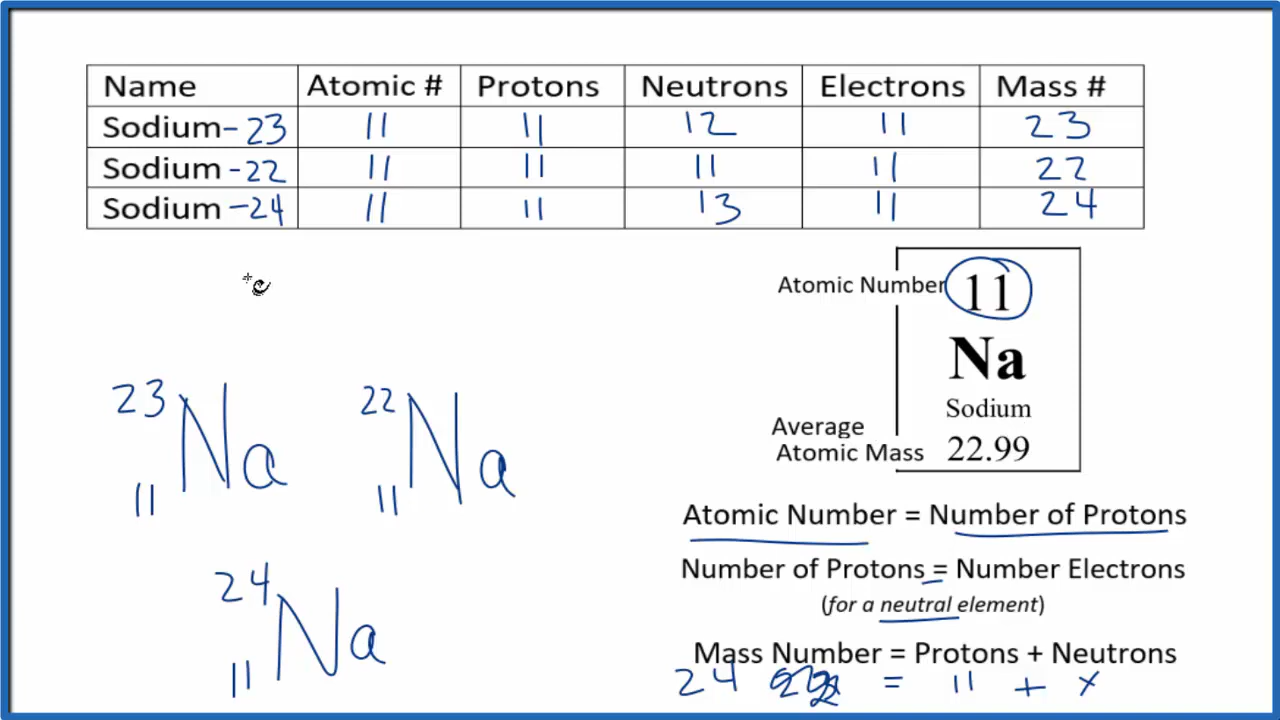 Name Atomic # Protons Neutrons Electrons Mass #
Sodium-23 11 11 12 11 23
Sodium-22 11 11 11 11 22
Sodium-24 11 11 13 11 24
Atomic Number 11
Na
Sodium
Average
Atomic Mass 22.99
23 Na 11
22 Na 11
24 Na 11
Atomic Number = Number of Protons
Number of Protons = Number Electrons
(for a neutral element)
Mass Number = Protons + Neutrons
24 = 11 + x